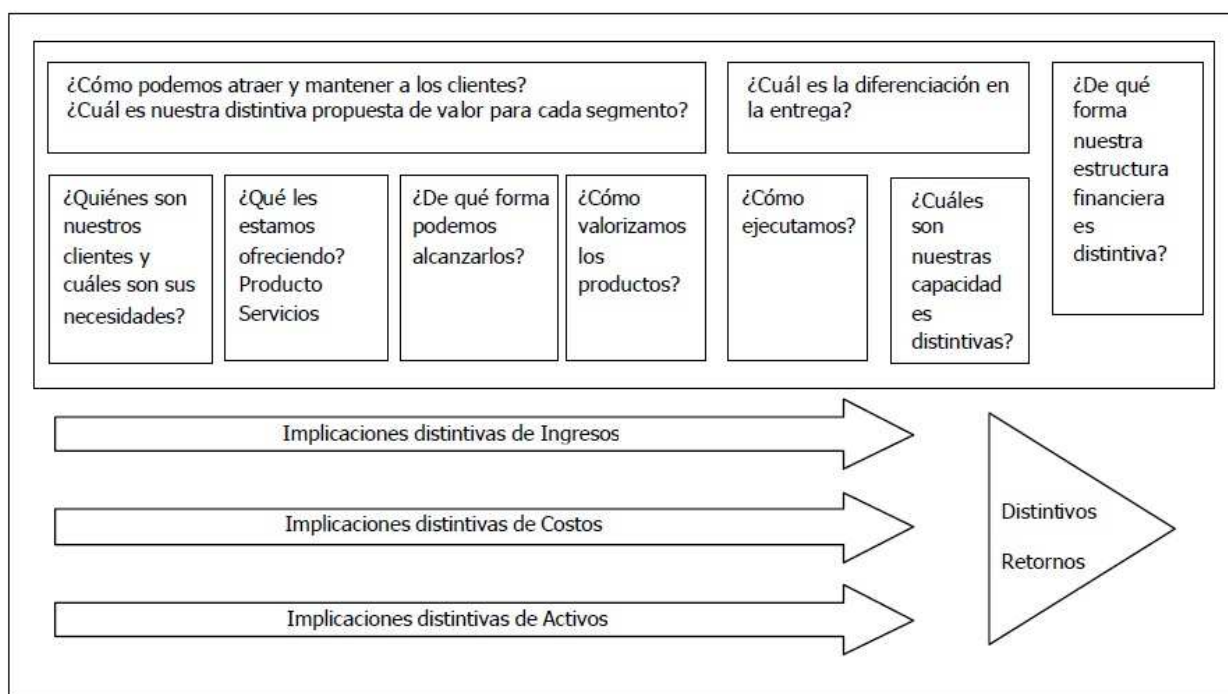 ¿Cómo podemos atraer y mantener a los clientes?
¿Cuál es nuestra distintiva propuesta de valor para cada segmento?
¿Cuál es la diferenciación en
la entrega?
¿De qué
forma
nuestra
estructura
financiera
es
distintiva?
¿Quiénes son
nuestros
clientes y
cuáles son sus
necesidades?
¿Qué les
estamos
ofreciendo?
Producto
Servicios
¿De qué forma
podemos
alcanzarlos?
¿Cómo
valorizamos
los
productos?
¿Cómo
ejecutamos?
¿Cuáles
son
nuestras
capacidad
es
distintivas?
Implicaciones distintivas de Ingresos
Implicaciones distintivas de Costos
Implicaciones distintivas de Activos
Distintivos
Retornos